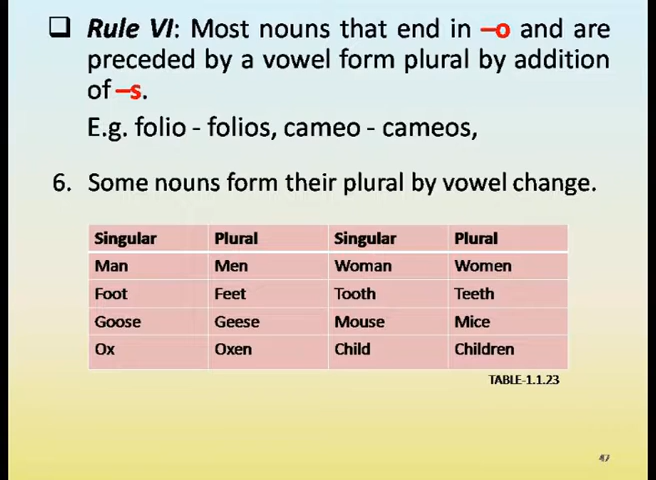 ❑ Rule VI: Most nouns that end in –o and are
preceded by a vowel form plural by addition
of –s.
E.g. folio - folios, cameo - cameos,
6. Some nouns form their plural by vowel change.
Singular Plural Singular Plural
Man Men Woman Women
Foot Feet Tooth Teeth
Goose Geese Mouse Mice
Ox Oxen Child Children
TABLE-1.1.23
47